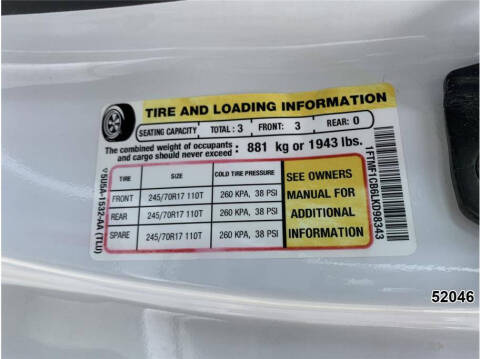 TIRE AND LOADING INFORMATION
SEATING CAPACITY TOTAL : 3 FRONT: 3 REAR: 0
The combined weight of occupants
and cargo should never exceed : 881 kg or 1943 lbs.
TIRE SIZE COLD TIRE PRESSURE
FRONT 245/70R17 110T 260 KPA, 38 PSI
REAR 245/70R17 110T 260 KPA, 38 PSI
SPARE 245/70R17 110T 260 KPA, 38 PSI
SEE OWNERS
MANUAL FOR
ADDITIONAL
INFORMATION
5U5A-1532-AA (TLU)
1FTMF1CB6LKD98343
52046